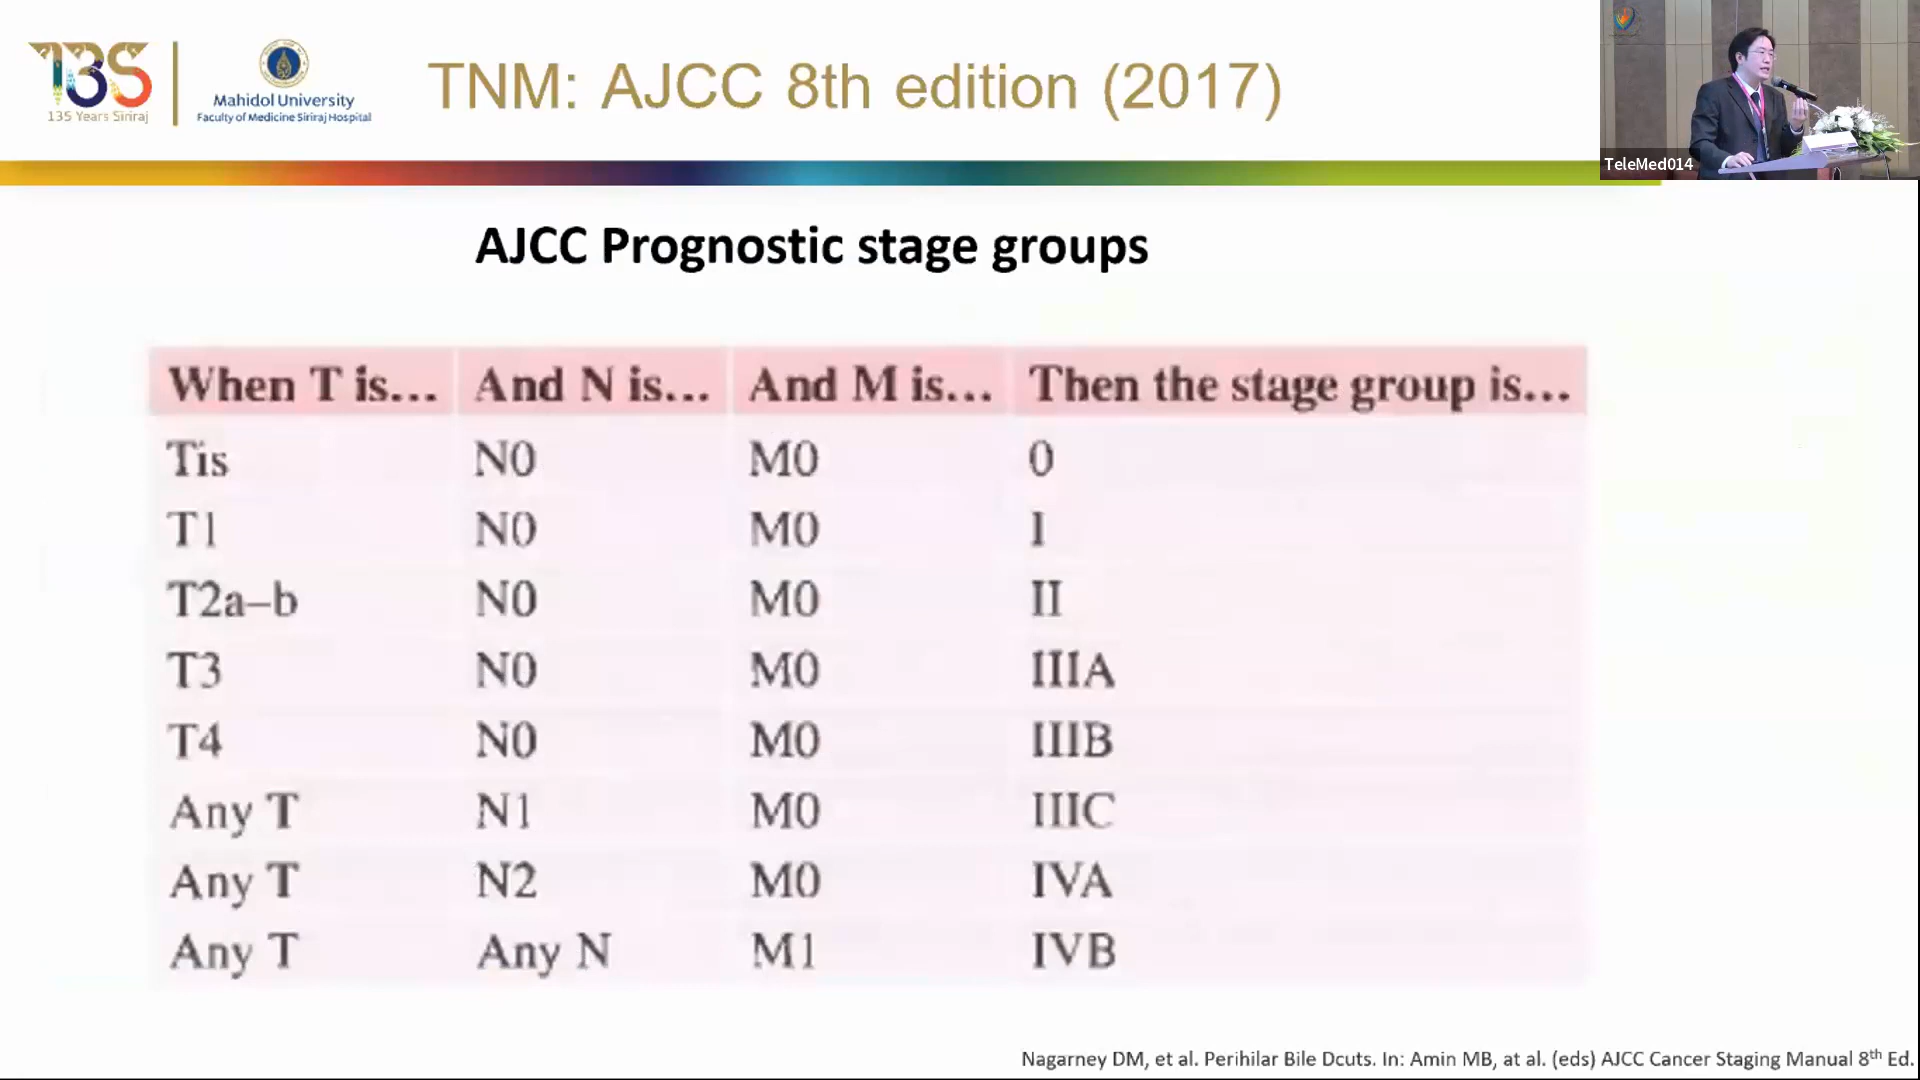 135
135 Years Siriraj
Mahidol University
Faculty of Medicine Siriraj Hospital
TNM: AJCC 8th edition (2017)
TeleMed014
AJCC Prognostic stage groups
When T is... And N is... And M is... Then the stage group is...
Tis N0 M0 0
T1 N0 M0 I
T2a–b N0 M0 II
T3 N0 M0 IIIA
T4 N0 M0 IIIB
Any T N1 M0 IIIC
Any T N2 M0 IVA
Any T Any N M1 IVB
Nagarney DM, et al. Perihilar Bile Dcuts. In: Amin MB, at al. (eds) AJCC Cancer Staging Manual 8th Ed.